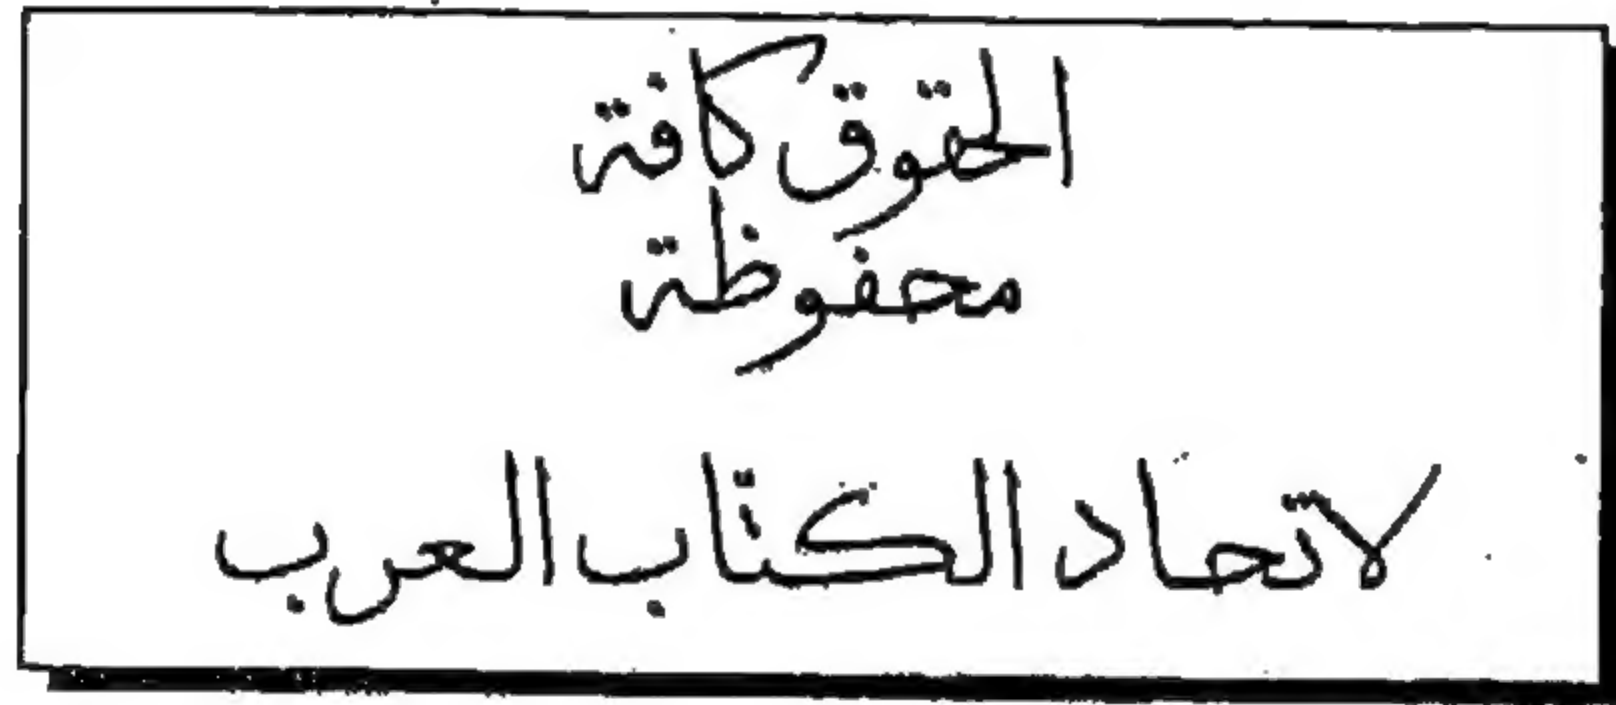 الحقوق كافة
محفوظة
لاتحاد الكتاب العرب